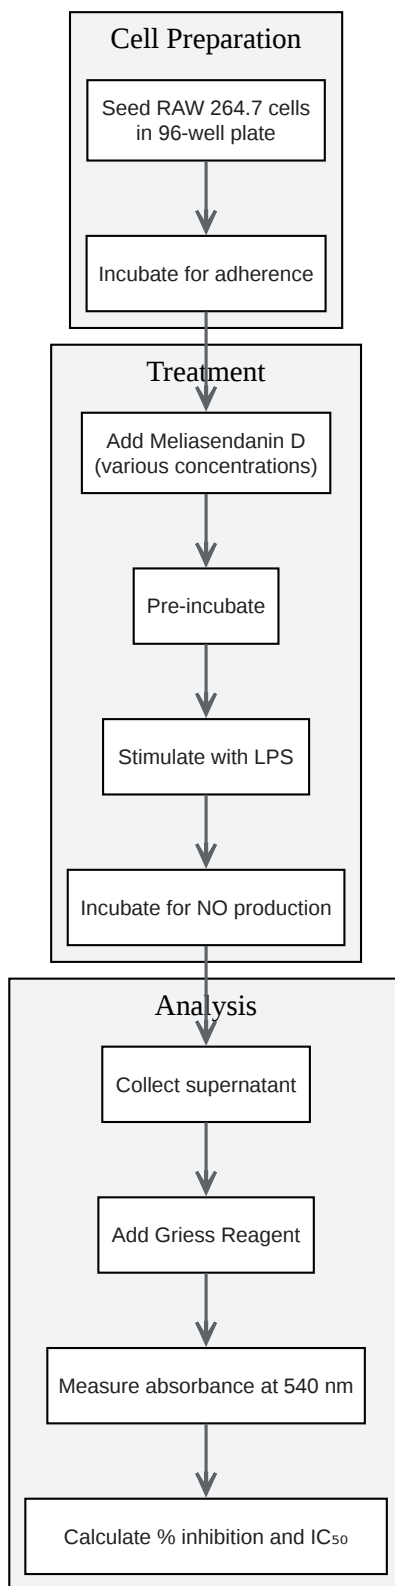 Cell Preparation
Seed RAW 264.7 cells
in 96-well plate
Incubate for adherence
Treatment
Add Meliasendanin D
(various concentrations)
Pre-incubate
Stimulate with LPS
Incubate for NO production
Analysis
Collect supernatant
Add Griess Reagent
Measure absorbance at 540 nm
Calculate % inhibition and IC₅₀